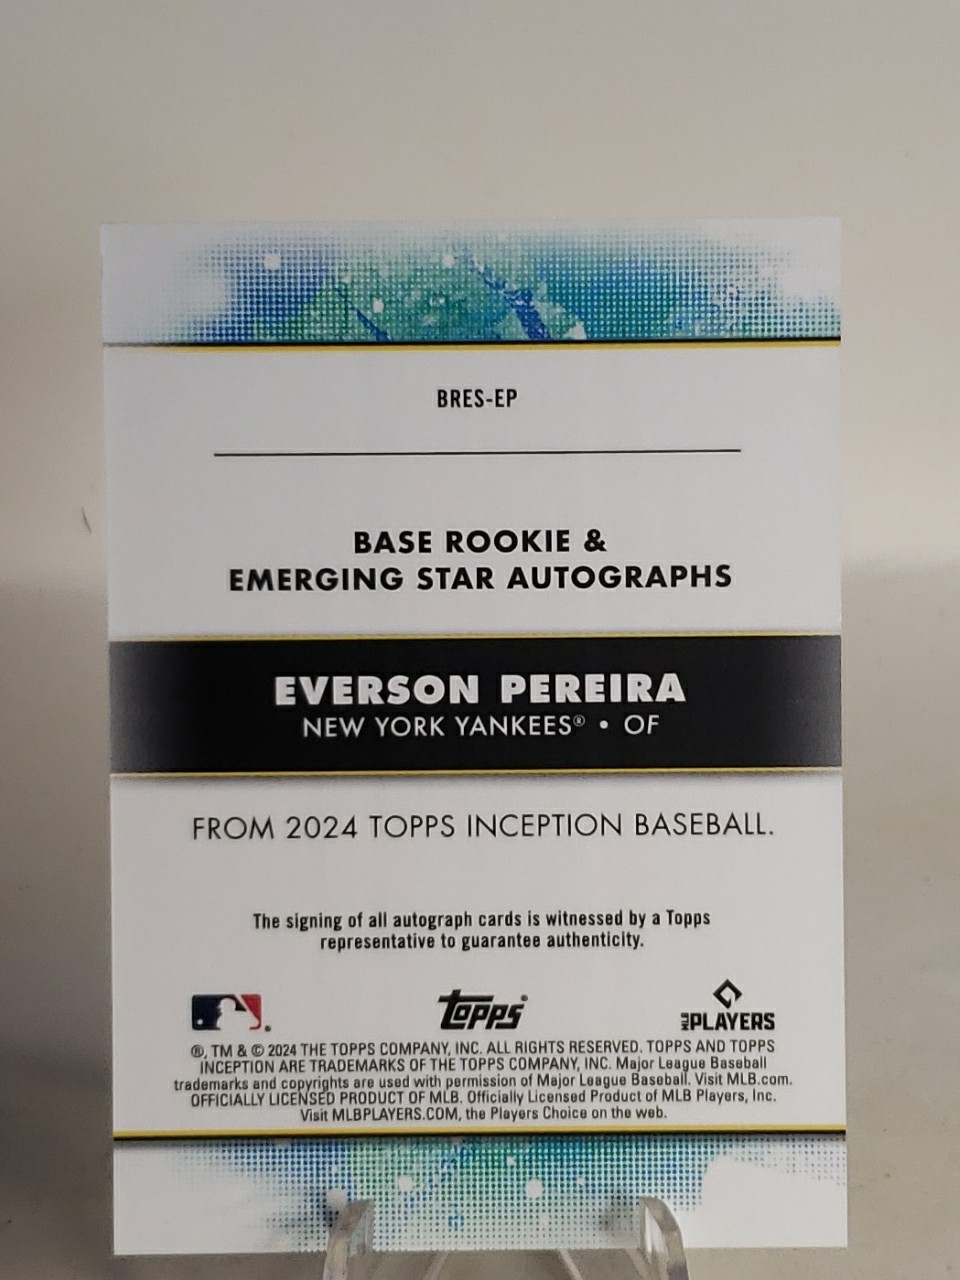 BRES-EP
BASE ROOKIE &
EMERGING STAR AUTOGRAPHS
EVERSON PEREIRA
NEW YORK YANKEES® • OF
FROM 2024 TOPPS INCEPTION BASEBALL.
The signing of all autograph cards is witnessed by a Topps
representative to guarantee authenticity.
Topps®
MLB PLAYERS
®, TM & © 2024 THE TOPPS COMPANY, INC. ALL RIGHTS RESERVED. TOPPS AND TOPPS
INCEPTION ARE TRADEMARKS OF THE TOPPS COMPANY, INC. Major League Baseball
trademarks and copyrights are used with permission of Major League Baseball. Visit MLB.com.
OFFICIALLY LICENSED PRODUCT OF MLB. Officially Licensed Product of MLB Players, Inc.
Visit MLBPLAYERS.COM, the Players Choice on the web.